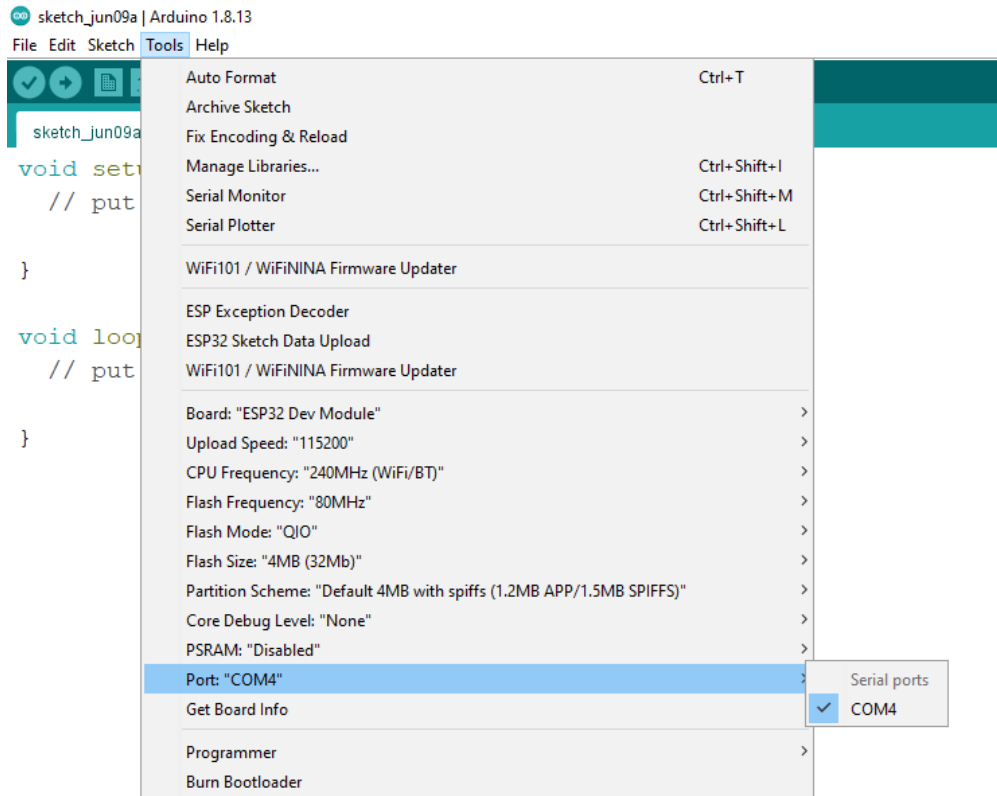 sketch_jun09a | Arduino 1.8.13
File Edit Sketch Tools Help
Auto Format Ctrl+T
Archive Sketch
Fix Encoding & Reload
Manage Libraries... Ctrl+Shift+I
Serial Monitor Ctrl+Shift+M
Serial Plotter Ctrl+Shift+L
WiFi101 / WiFiNINA Firmware Updater
ESP Exception Decoder
ESP32 Sketch Data Upload
WiFi101 / WiFiNINA Firmware Updater
Board: "ESP32 Dev Module"
Upload Speed: "115200"
CPU Frequency: "240MHz (WiFi/BT)"
Flash Frequency: "80MHz"
Flash Mode: "QIO"
Flash Size: "4MB (32Mb)"
Partition Scheme: "Default 4MB with spiffs (1.2MB APP/1.5MB SPIFFS)"
Core Debug Level: "None"
PSRAM: "Disabled"
Port: "COM4"
Get Board Info
Programmer
Burn Bootloader
Serial ports
COM4
sketch_jun09a
void set
// put
}
void loo
// put
}